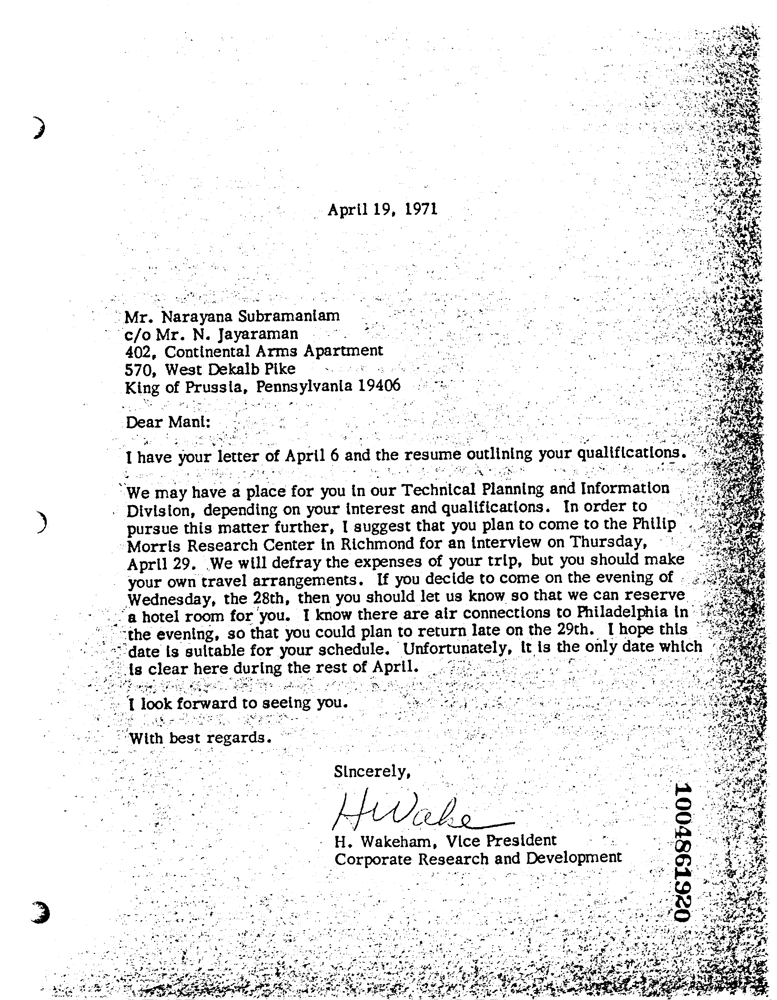 April 19, 1971
Mr. Narayana Subramaniam
c/o Mr. N. Jayaraman
402, Continental Arms Apartment
570, West Dekalb Pike
King of Prussia, Pennsylvania 19406
Dear Mani:
I have your letter of April 6 and the resume outlining your qualifications.
We may have a place for you in our Technical Planning and Information
Division, depending on your interest and qualifications. In order to
pursue this matter further, I suggest that you plan to come to the Philip
Morris Research Center in Richmond for an interview on Thursday,
April 29. We will defray the expenses of your trip, but you should make
your own travel arrangements. If you decide to come on the evening of
Wednesday, the 28th, then you should let us know so that we can reserve
a hotel room for you. I know there are air connections to Philadelphia in
the evening, so that you could plan to return late on the 29th. I hope this
date is suitable for your schedule. Unfortunately, it is the only date which
is clear here during the rest of April.
I look forward to seeing you.
With best regards.
Sincerely,
HWake
H. Wakeham, Vice President
Corporate Research and Development
1004861920